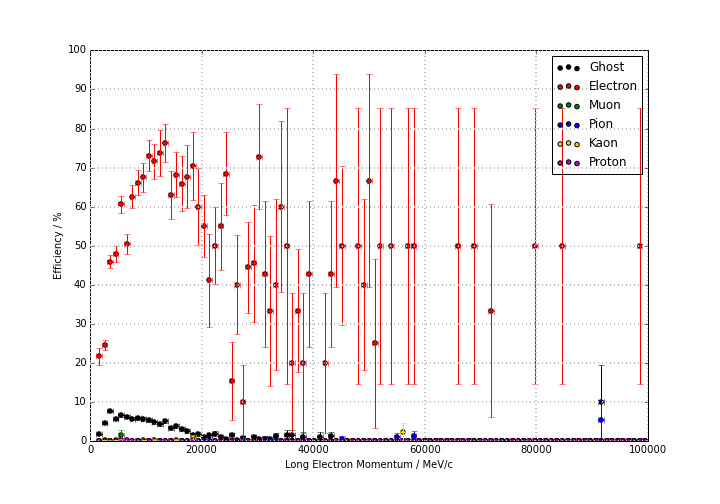 100
90
80
70
60
50
40
30
20
10
0
Efficiency / %
Ghost
Electron
Muon
Pion
Kaon
Proton
0 20000 40000 60000 80000 100000
Long Electron Momentum / MeV/c